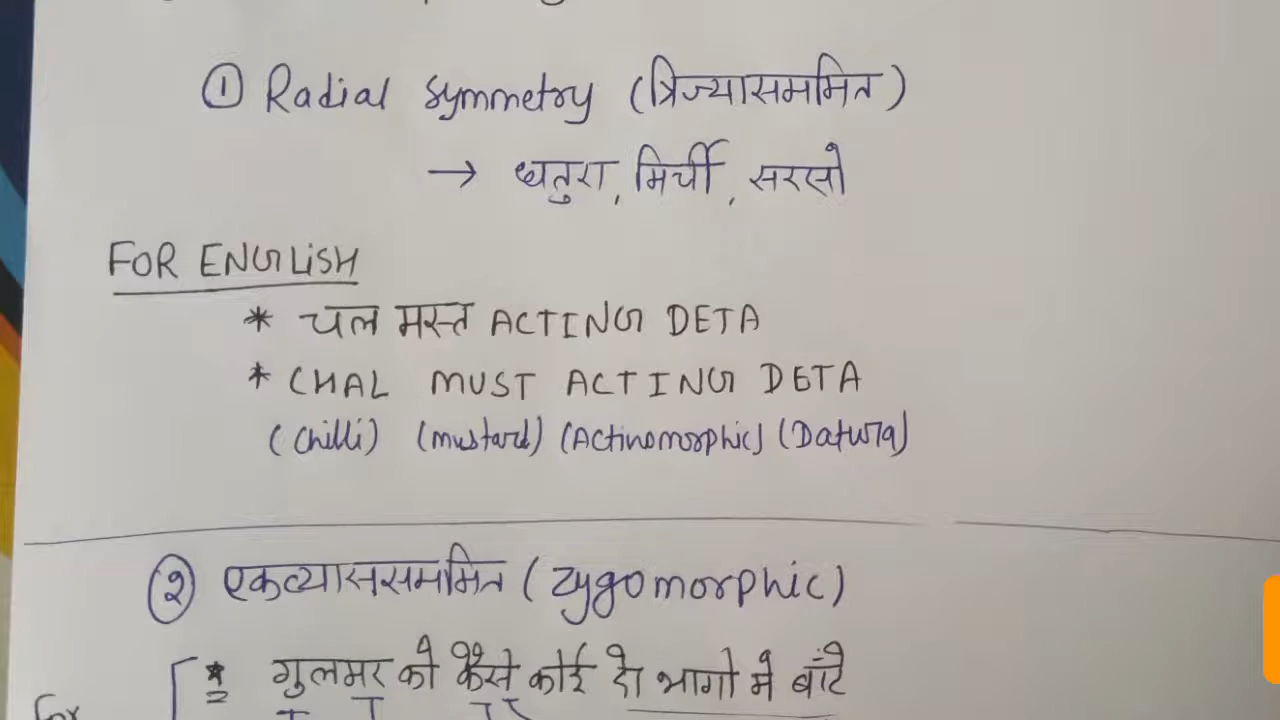 ① Radial Symmetry (त्रिज्यासममित)
→ धतुरा, मिर्ची, सरसो
FOR ENGLISH
* चल मस्त ACTING DETA
* CHAL MUST ACTING DETA
(Chilli) (mustard) (Actinomorphic) (Datura)
② एकव्याससममित (Zygomorphic)
* गुलमर को कैसे कोई दो भागो मे बांटे
For